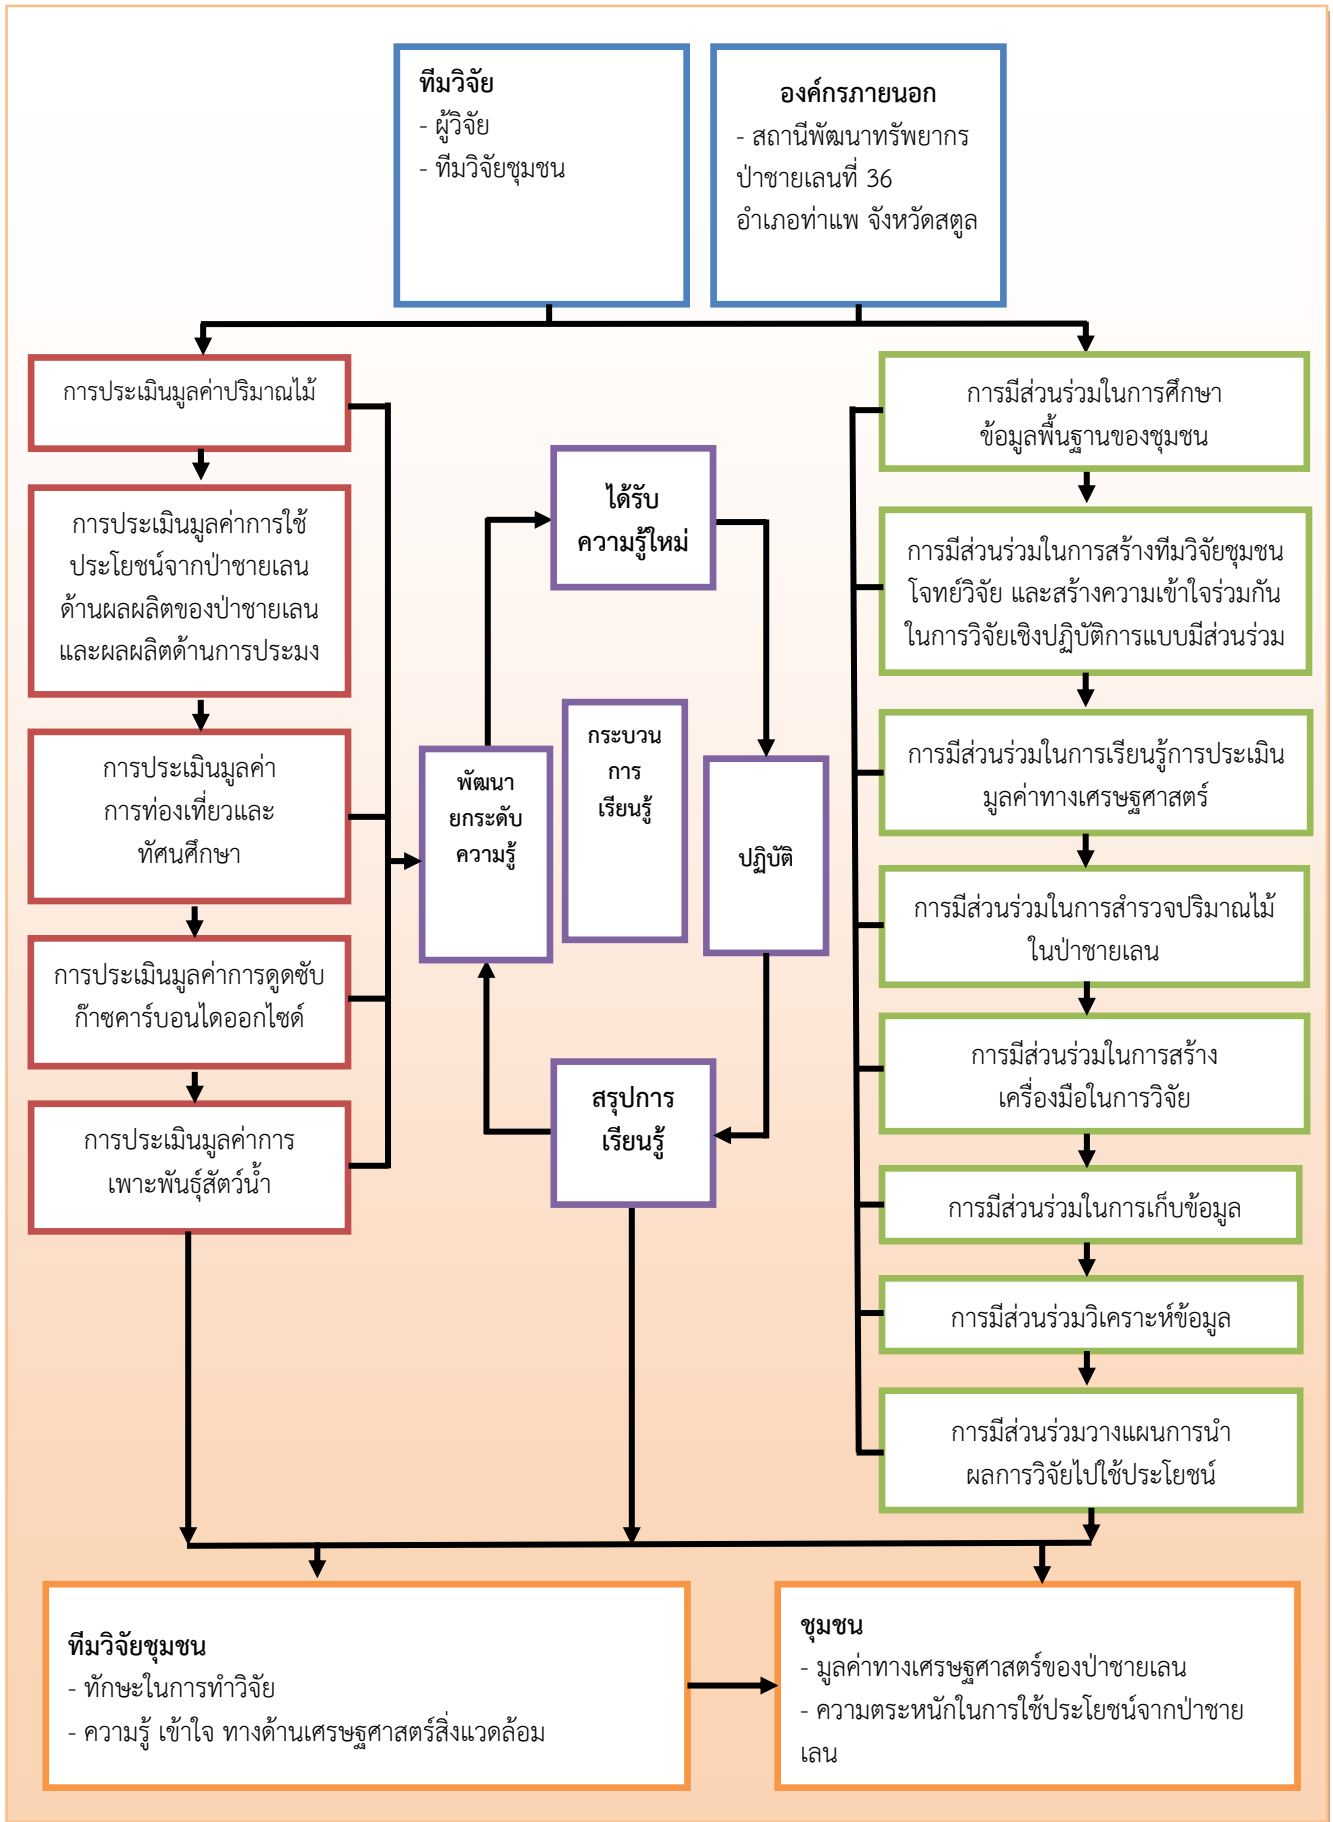 ทีมวิจัย
- ผู้วิจัย
- ทีมวิจัยชุมชน
องค์กรภายนอก
- สถานีพัฒนาทรัพยากร
ป่าชายเลนที่ 36
อำเภอท่าแพ จังหวัดสตูล
การประเมินมูลค่าปริมาณไม้
การประเมินมูลค่าการใช้
ประโยชน์จากป่าชายเลน
ด้านผลผลิตของป่าชายเลน
และผลผลิตด้านการประมง
การประเมินมูลค่า
การท่องเที่ยวและ
ทัศนศึกษา
การประเมินมูลค่าการดูดซับ
ก๊าซคาร์บอนไดออกไซด์
การประเมินมูลค่าการ
เพาะพันธุ์สัตว์น้ำ
ได้รับ
ความรู้ใหม่
กระบวน
การ
เรียนรู้
พัฒนา
ยกระดับ
ความรู้
ปฏิบัติ
สรุปการ
เรียนรู้
การมีส่วนร่วมในการศึกษา
ข้อมูลพื้นฐานของชุมชน
การมีส่วนร่วมในการสร้างทีมวิจัยชุมชน
โจทย์วิจัย และสร้างความเข้าใจร่วมกัน
ในการวิจัยเชิงปฏิบัติการแบบมีส่วนร่วม
การมีส่วนร่วมในการเรียนรู้การประเมิน
มูลค่าทางเศรษฐศาสตร์
การมีส่วนร่วมในการสำรวจปริมาณไม้
ในป่าชายเลน
การมีส่วนร่วมในการสร้าง
เครื่องมือในการวิจัย
การมีส่วนร่วมในการเก็บข้อมูล
การมีส่วนร่วมวิเคราะห์ข้อมูล
การมีส่วนร่วมวางแผนการนำ
ผลการวิจัยไปใช้ประโยชน์
ทีมวิจัยชุมชน
- ทักษะในการทำวิจัย
- ความรู้ เข้าใจ ทางด้านเศรษฐศาสตร์สิ่งแวดล้อม
ชุมชน
- มูลค่าทางเศรษฐศาสตร์ของป่าชายเลน
- ความตระหนักในการใช้ประโยชน์จากป่าชาย
เลน